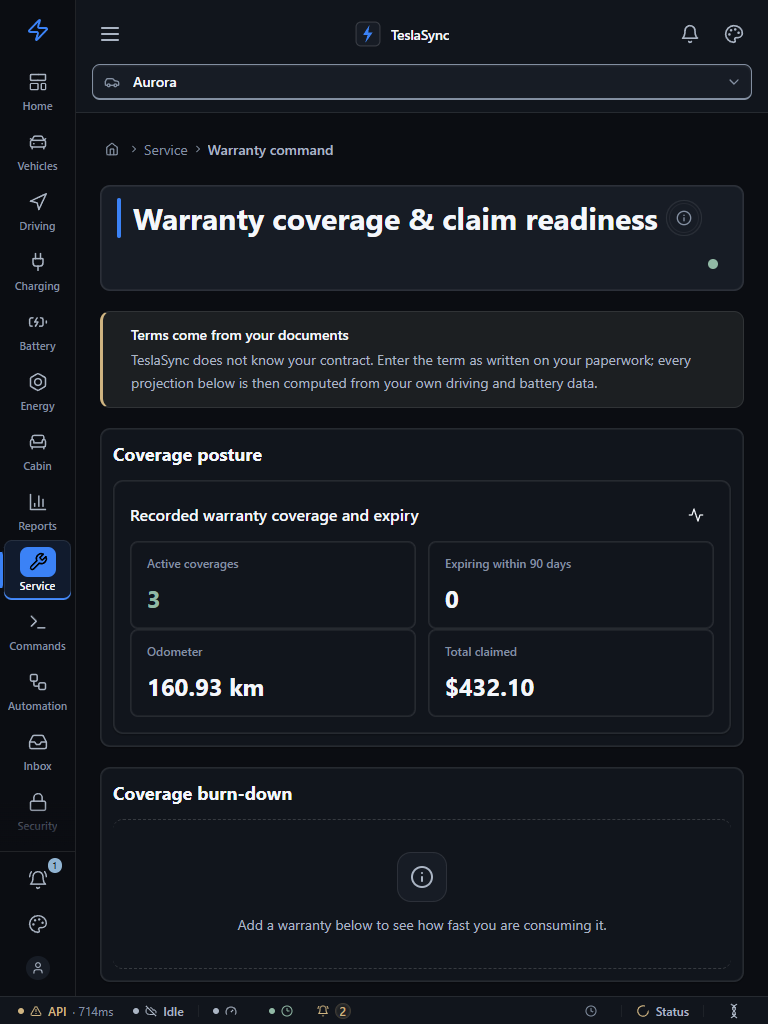 TeslaSync
Aurora
Home
Vehicles
Driving
Charging
Battery
Energy
Cabin
Reports
Service
Commands
Automation
Inbox
Security
1
Service
Warranty command
Warranty coverage & claim readiness
Terms come from your documents
TeslaSync does not know your contract. Enter the term as written on your paperwork; every
projection below is then computed from your own driving and battery data.
Coverage posture
Recorded warranty coverage and expiry
Active coverages
3
Expiring within 90 days
0
Odometer
160.93 km
Total claimed
$432.10
Coverage burn-down
Add a warranty below to see how fast you are consuming it.
API · 714ms
Idle
2
Status